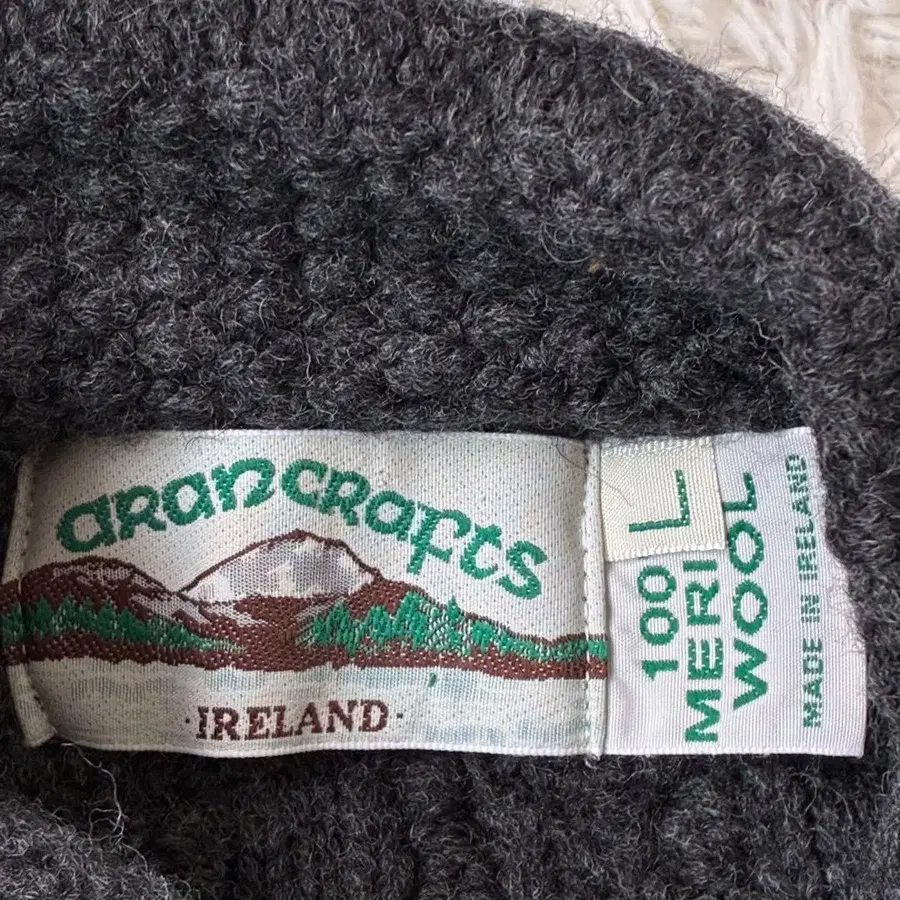 arancrafts
·IRELAND·
L
100
MERI
WOOL
MADE IN IRELAND